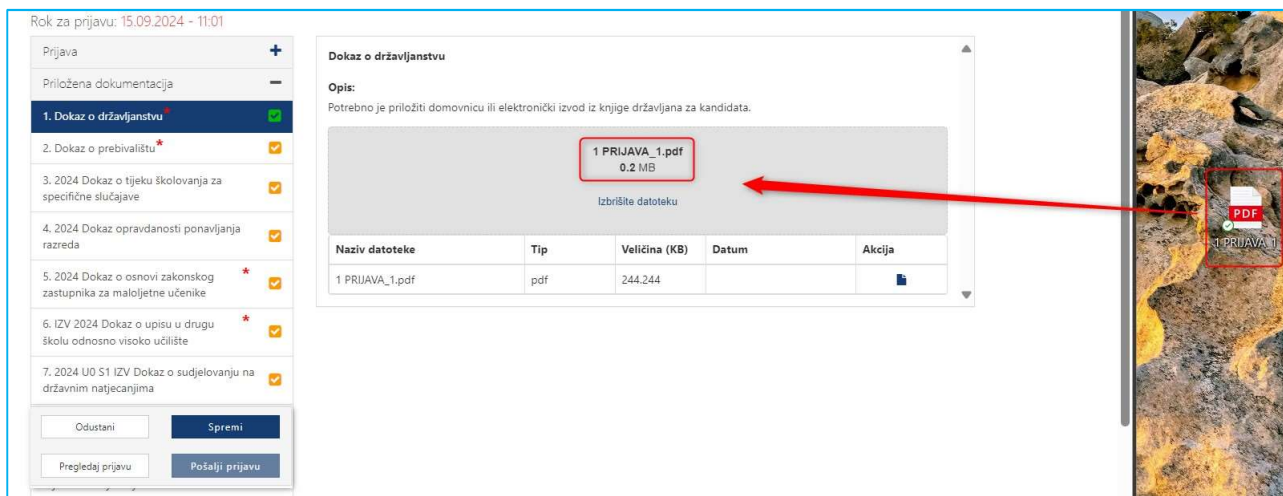 Rok za prijavu: 15.09.2024 - 11:01
Prijava
Priložena dokumentacija
1. Dokaz o državljanstvu *
2. Dokaz o prebivalištu *
3. 2024 Dokaz o tijeku školovanja za
specifične slučajave
4. 2024 Dokaz opravdanosti ponavljanja
razreda
5. 2024 Dokaz o osnovi zakonskog *
zastupnika za maloljetne učenike
6. IZV 2024 Dokaz o upisu u drugu *
školu odnosno visoko učilište
7. 2024 U0 S1 IZV Dokaz o sudjelovanju na
državnim natjecanjima
Odustani
Spremi
Pregledaj prijavu
Pošalji prijavu
Dokaz o državljanstvu
Opis:
Potrebno je priložiti domovnicu ili elektronički izvod iz knjige državljana za kandidata.
1 PRIJAVA_1.pdf
0.2 MB
Izbrišite datoteku
Naziv datoteke Tip Veličina (KB) Datum Akcija
1 PRIJAVA_1.pdf pdf 244.244
PDF
1 PRIJAVA_1